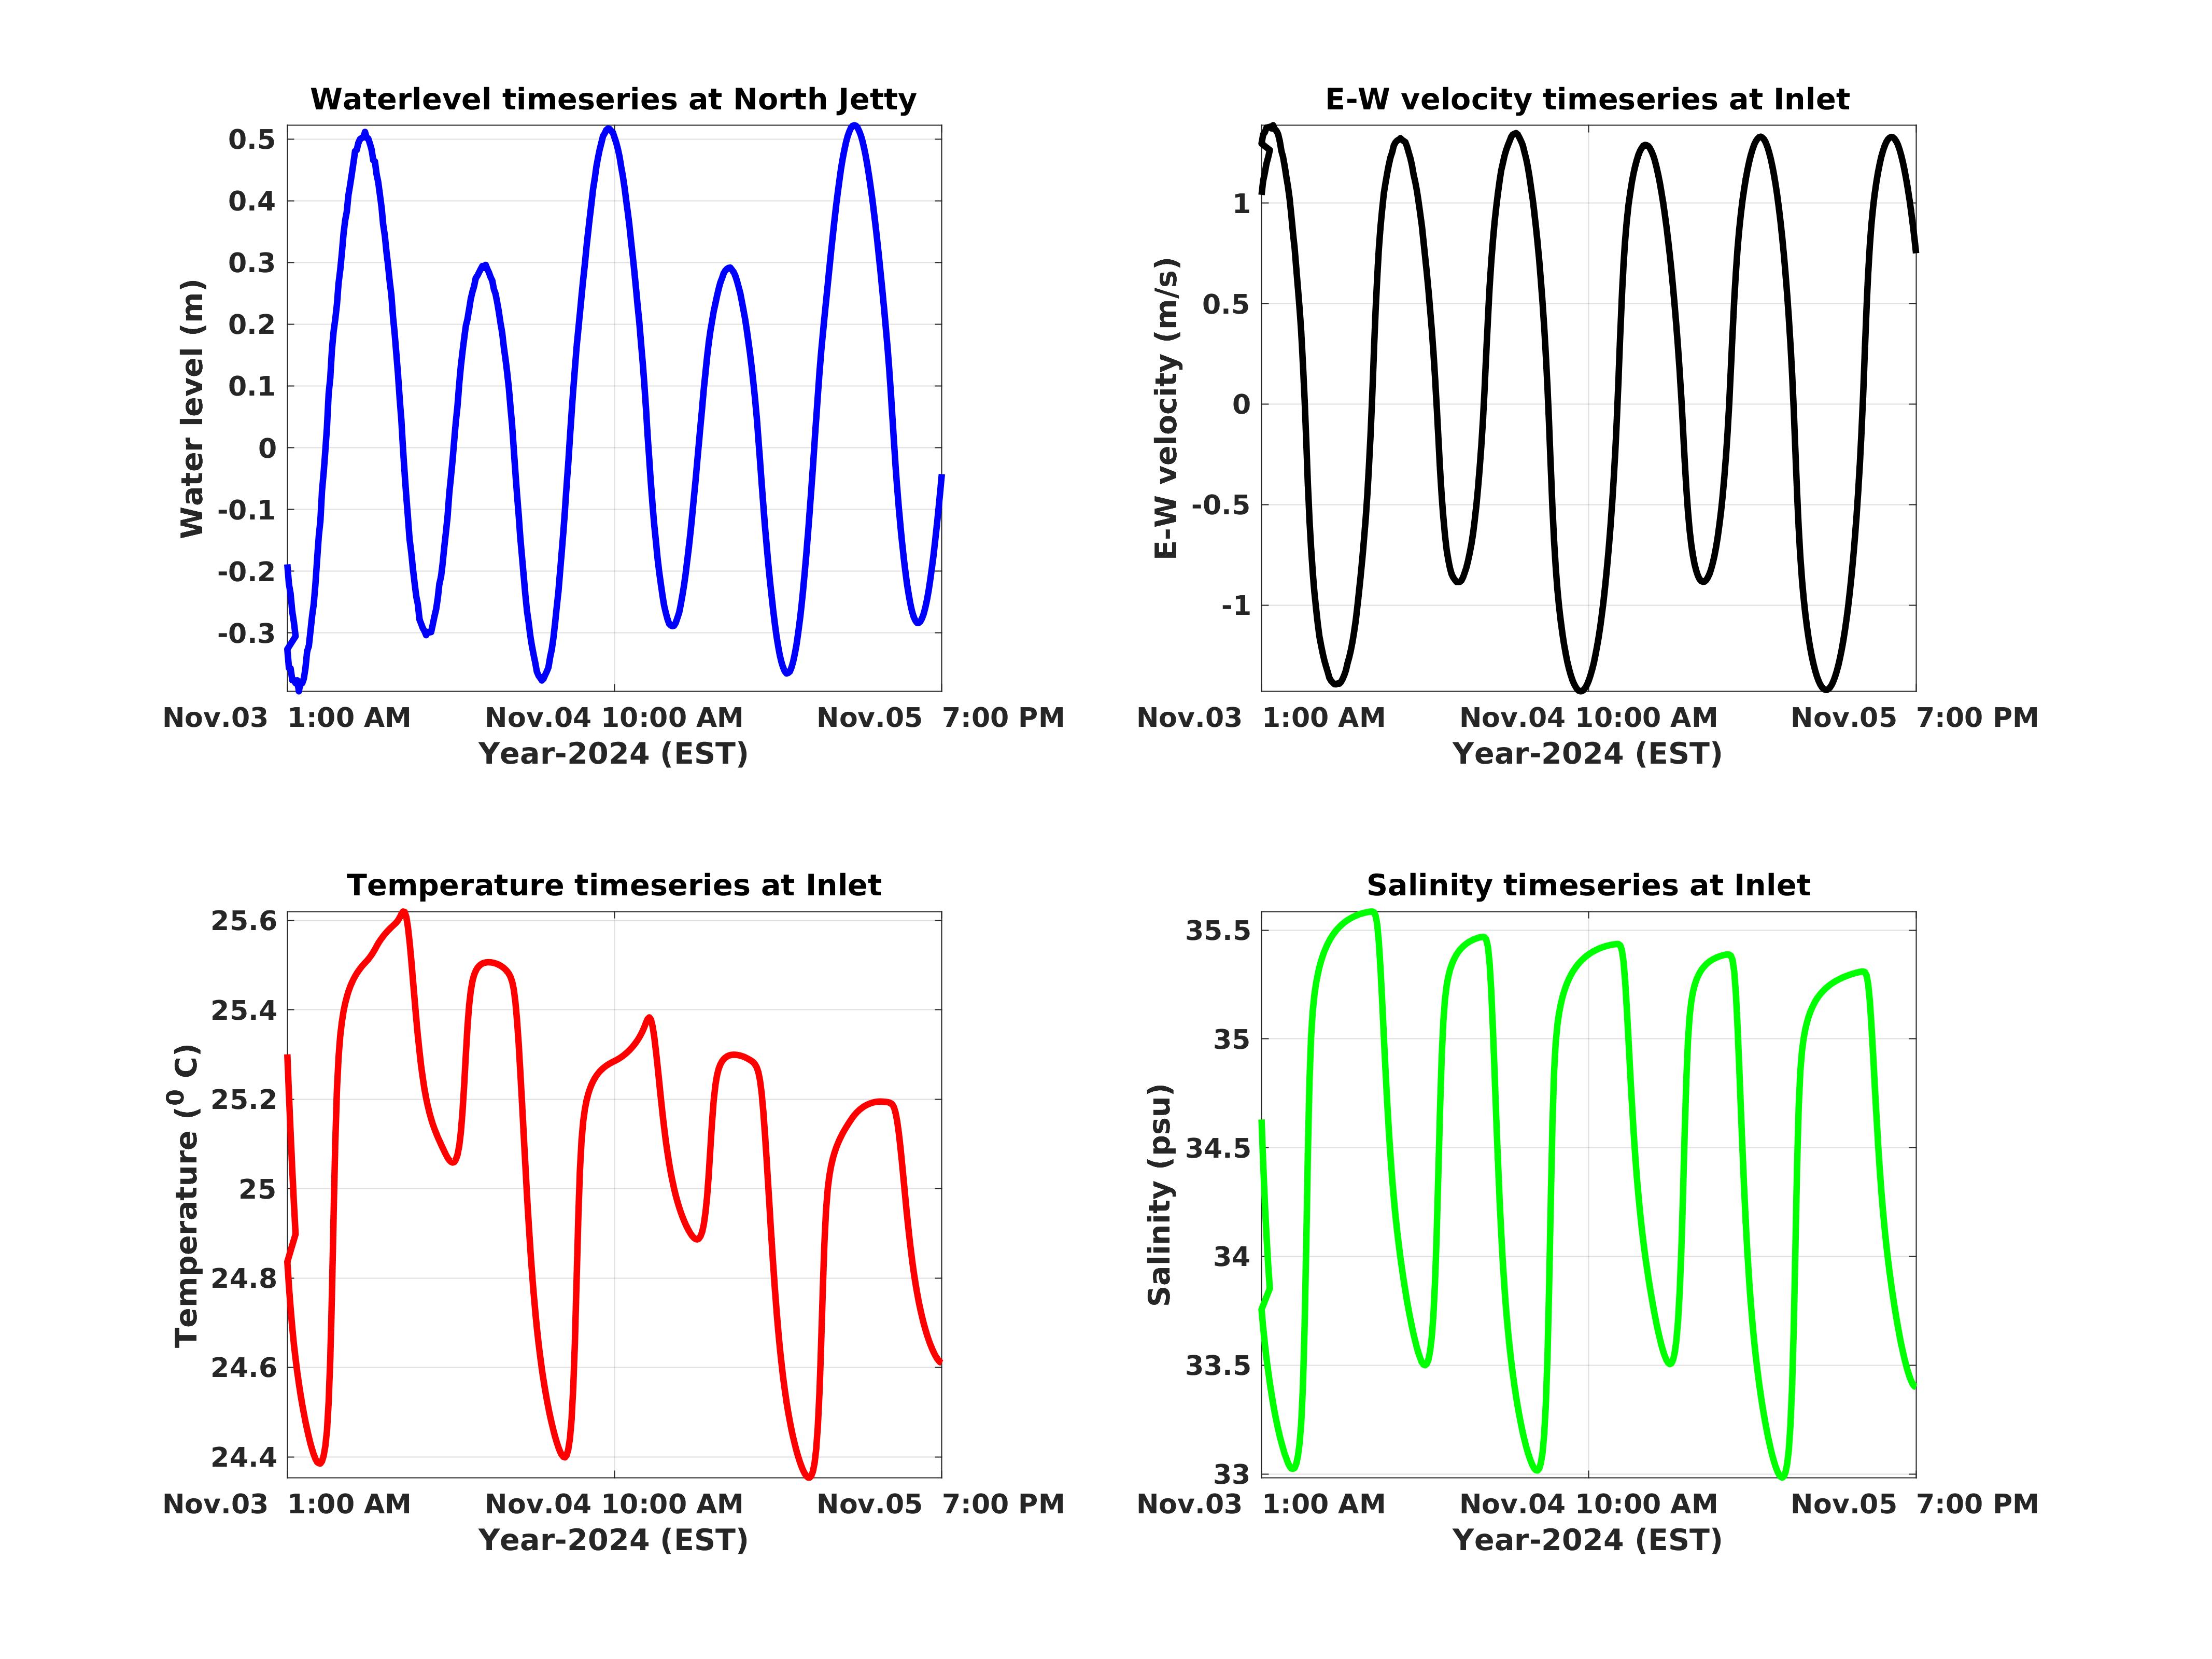 Waterlevel timeseries at North Jetty
Water level (m)
0.5
0.4
0.3
0.2
0.1
0
-0.1
-0.2
-0.3
Nov.03 1:00 AM Nov.04 10:00 AM Nov.05 7:00 PM
Year-2024 (EST)
E-W velocity timeseries at Inlet
E-W velocity (m/s)
1
0.5
0
-0.5
-1
Nov.03 1:00 AM Nov.04 10:00 AM Nov.05 7:00 PM
Year-2024 (EST)
Temperature timeseries at Inlet
Temperature (⁰ C)
25.6
25.4
25.2
25
24.8
24.6
24.4
Nov.03 1:00 AM Nov.04 10:00 AM Nov.05 7:00 PM
Year-2024 (EST)
Salinity timeseries at Inlet
Salinity (psu)
35.5
35
34.5
34
33.5
33
Nov.03 1:00 AM Nov.04 10:00 AM Nov.05 7:00 PM
Year-2024 (EST)